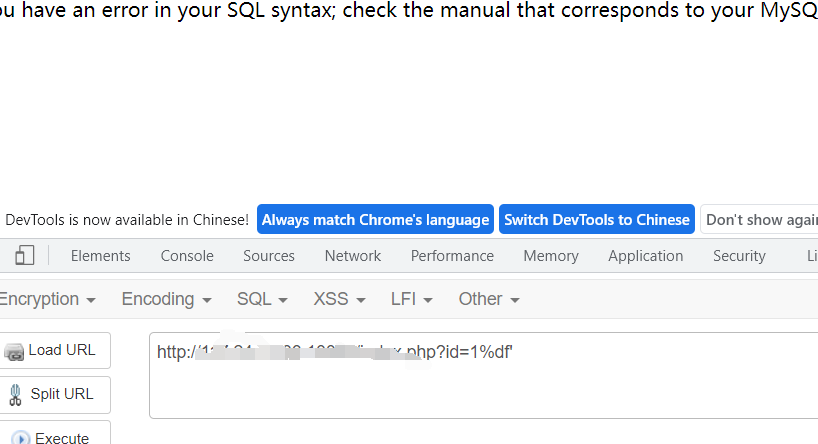 ou have an error in your SQL syntax; check the manual that corresponds to your MySQ
DevTools is now available in Chinese! Always match Chrome's language Switch DevTools to Chinese Don't show again
Elements Console Sources Network Performance Memory Application Security Li
Encryption Encoding SQL XSS LFI Other
Load URL
http:// php?id=1%df'
Split URL
Execute